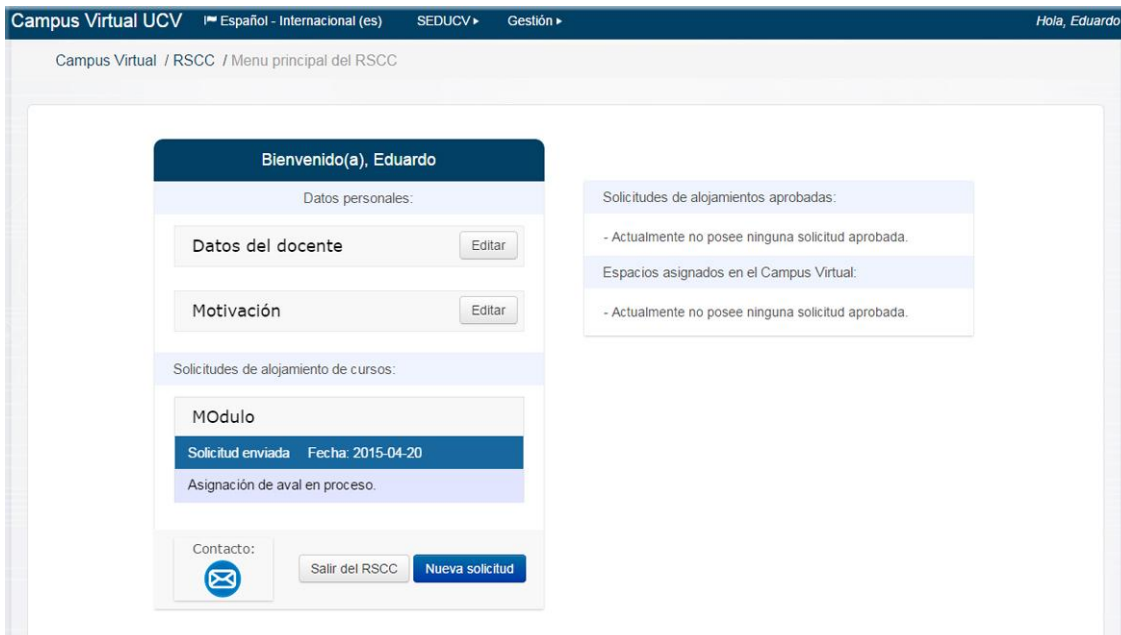 Campus Virtual UCV Español - Internacional (es) SEDUCV Gestión Hola, Eduardo
Campus Virtual / RSCC / Menu principal del RSCC
Bienvenido(a), Eduardo
Datos personales:
Datos del docente Editar
Motivación Editar
Solicitudes de alojamiento de cursos:
MOdulo
Solicitud enviada Fecha: 2015-04-20
Asignación de aval en proceso.
Contacto:
Salir del RSCC Nueva solicitud
Solicitudes de alojamientos aprobadas:
- Actualmente no posee ninguna solicitud aprobada.
Espacios asignados en el Campus Virtual:
- Actualmente no posee ninguna solicitud aprobada.